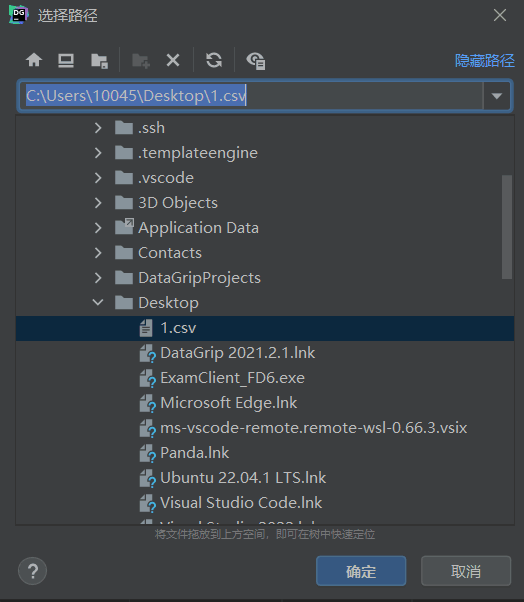 DG
选择路径
隐藏路径
C:\Users\10045\Desktop\1.csv
.ssh
.templateengine
.vscode
3D Objects
Application Data
Contacts
DataGripProjects
Desktop
1.csv
DataGrip 2021.2.1.lnk
ExamClient_FD6.exe
Microsoft Edge.lnk
ms-vscode-remote.remote-wsl-0.66.3.vsix
Panda.lnk
Ubuntu 22.04.1 LTS.lnk
Visual Studio Code.lnk
将文件拖放到上方空间，即可在树中快速定位
?
确定
取消